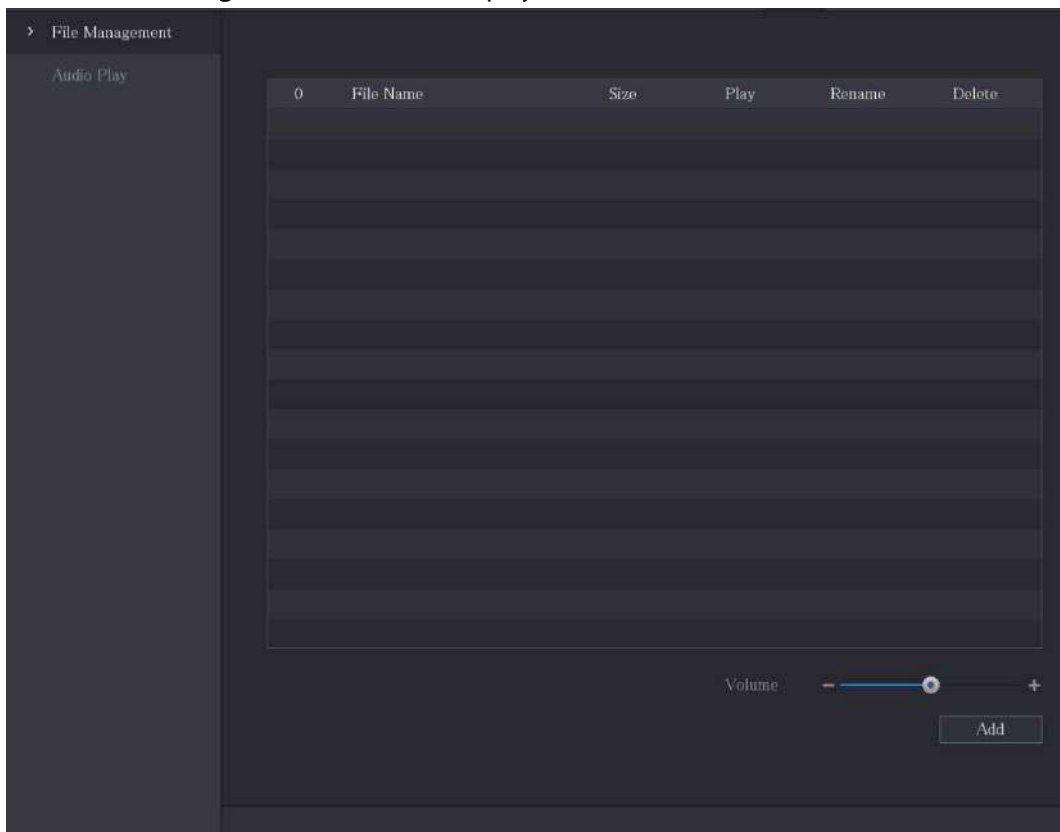 > File Management
Audio Play
0 File Name Size Play Rename Delete
Volume - +
Add